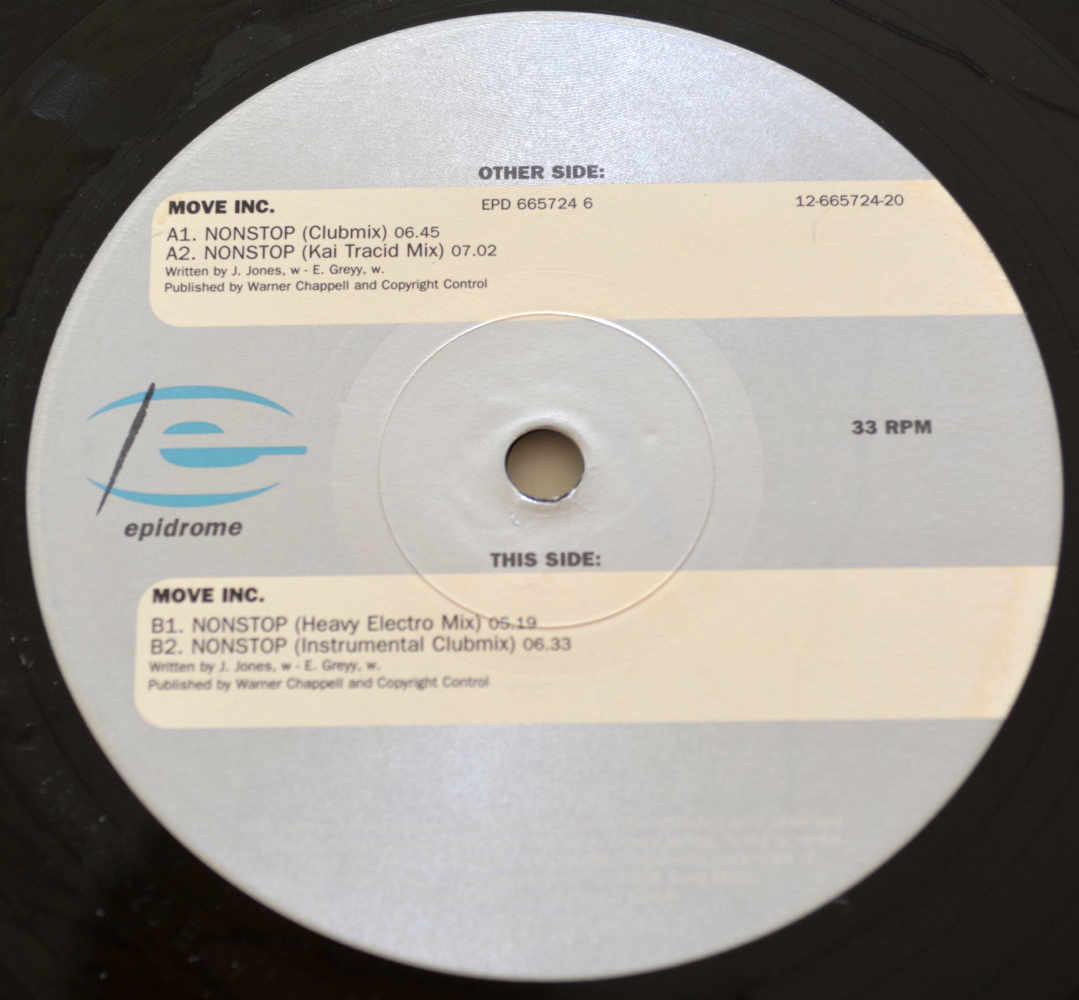 OTHER SIDE:
MOVE INC. EPD 665724 6 12-665724-20
A1. NONSTOP (Clubmix) 06.45
A2. NONSTOP (Kai Tracid Mix) 07.02
Written by J. Jones, w - E. Greyy, w.
Published by Warner Chappell and Copyright Control
33 RPM
epidrome
THIS SIDE:
MOVE INC.
B1. NONSTOP (Heavy Electro Mix) 05.19
B2. NONSTOP (Instrumental Clubmix) 06.33
Written by J. Jones, w - E. Greyy, w.
Published by Warner Chappell and Copyright Control